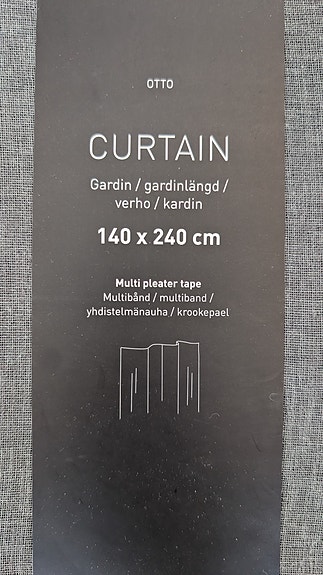 OTTO
CURTAIN
Gardin / gardinlängd /
verho / kardin
140 x 240 cm
Multi pleater tape
Multibånd / multiband /
yhdistelmänauha / krookepael